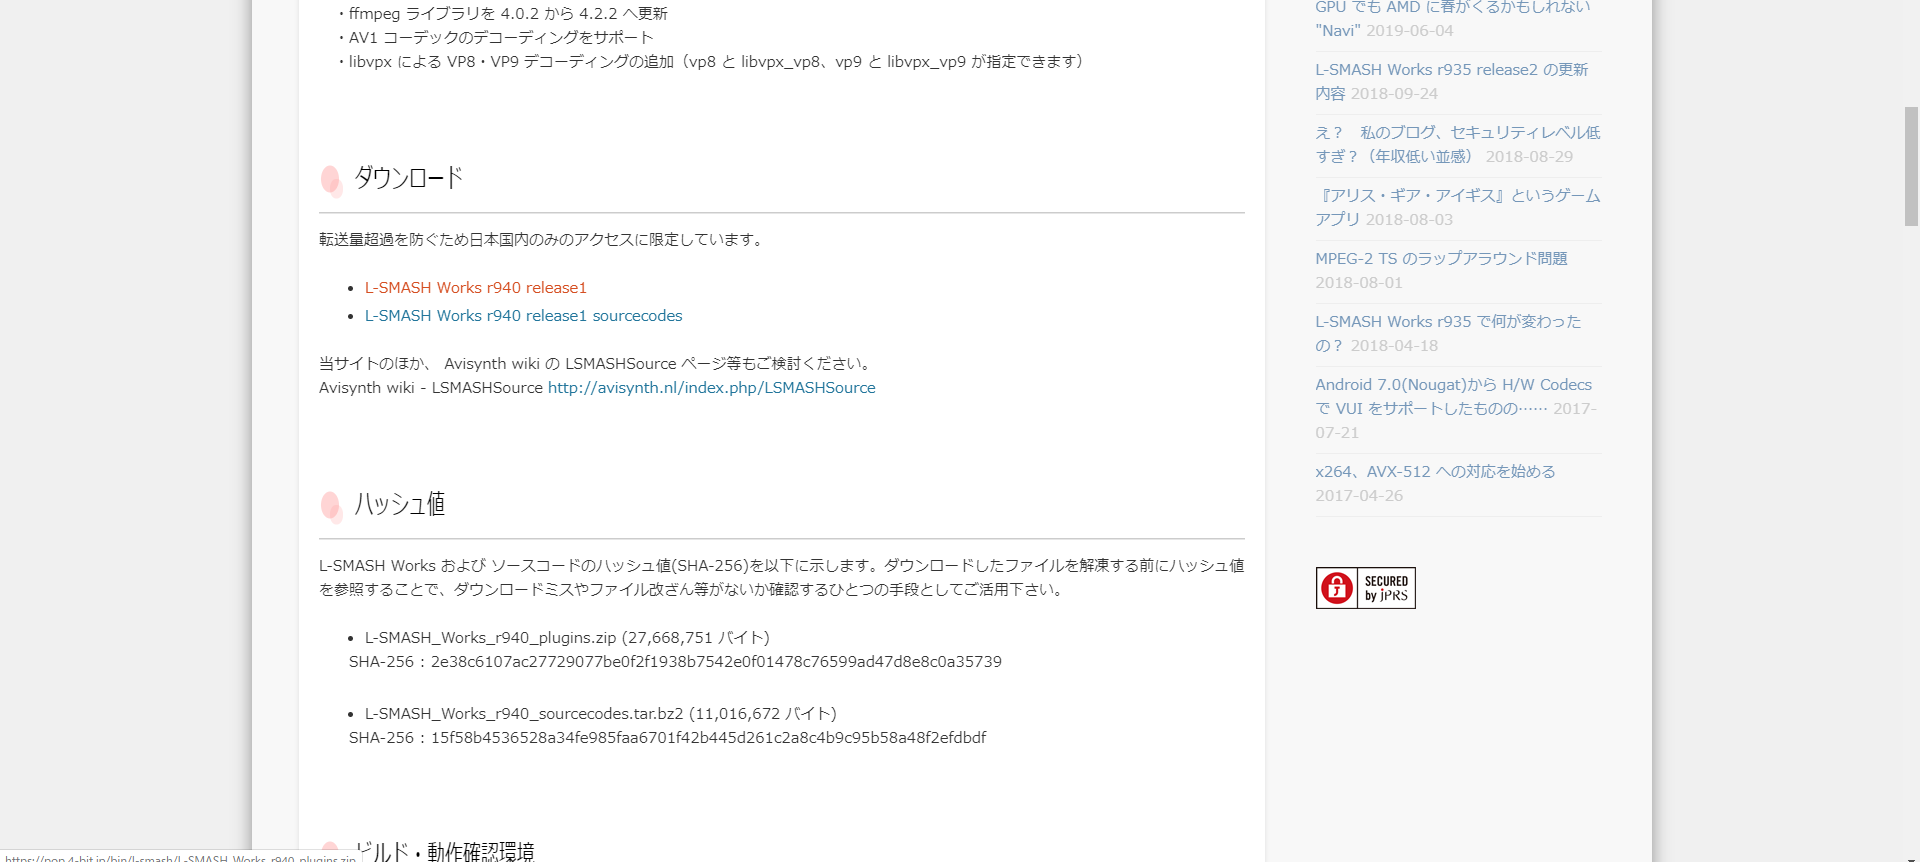 ・ffmpeg ライブラリを 4.0.2 から 4.2.2 へ更新
・AV1 コーデックのデコーディングをサポート
・libvpx による VP8・VP9 デコーディングの追加（vp8 と libvpx_vp8、vp9 と libvpx_vp9 が指定できます）
ダウンロード
転送量超過を防ぐため日本国内のみのアクセスに限定しています。
• L-SMASH Works r940 release1
• L-SMASH Works r940 release1 sourcecodes
当サイトのほか、 Avisynth wiki の LSMASHSource ページ等もご検討ください。
Avisynth wiki - LSMASHSource http://avisynth.nl/index.php/LSMASHSource
ハッシュ値
L-SMASH Works および ソースコードのハッシュ値(SHA-256)を以下に示します。ダウンロードしたファイルを解凍する前にハッシュ値
を参照することで、ダウンロードミスやファイル改ざん等がないか確認するひとつの手段としてご活用下さい。
• L-SMASH_Works_r940_plugins.zip (27,668,751 バイト)
SHA-256 : 2e38c6107ac27729077be0f2f1938b7542e0f01478c76599ad47d8e8c0a35739
• L-SMASH_Works_r940_sourcecodes.tar.bz2 (11,016,672 バイト)
SHA-256 : 15f58b4536528a34fe985faa6701f42b445d261c2a8c4b9c95b58a48f2efdbdf
ビルド・動作確認環境
https://pop.4-bit.jp/bin/l-smash/L-SMASH_Works_r940_plugins.zip
GPU でも AMD に春がくるかもしれない
"Navi" 2019-06-04
L-SMASH Works r935 release2 の更新
内容 2018-09-24
え？　私のブログ、セキュリティレベル低
すぎ？（年収低い並感） 2018-08-29
『アリス・ギア・アイギス』というゲーム
アプリ 2018-08-03
MPEG-2 TS のラップアラウンド問題
2018-08-01
L-SMASH Works r935 で何が変わった
の？ 2018-04-18
Android 7.0(Nougat)から H/W Codecs
で VUI をサポートしたものの…… 2017-
07-21
x264、AVX-512 への対応を始める
2017-04-26
SECURED
by JPRS